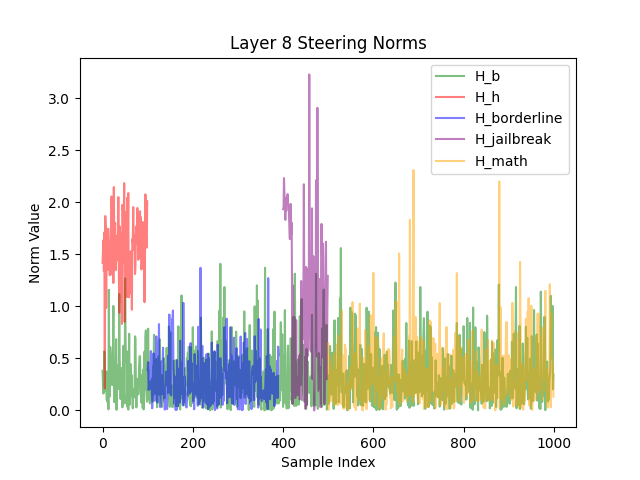 Layer 8 Steering Norms
H_b
H_h
H_borderline
H_jailbreak
H_math
Norm Value
3.0
2.5
2.0
1.5
1.0
0.5
0.0
0
200
400
600
800
1000
Sample Index